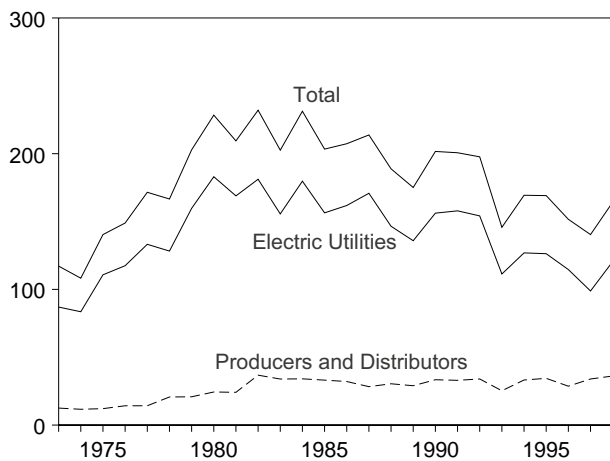 300
Total
200
Electric Utilities
100
Producers and Distributors
0
1975 1980 1985 1990 1995